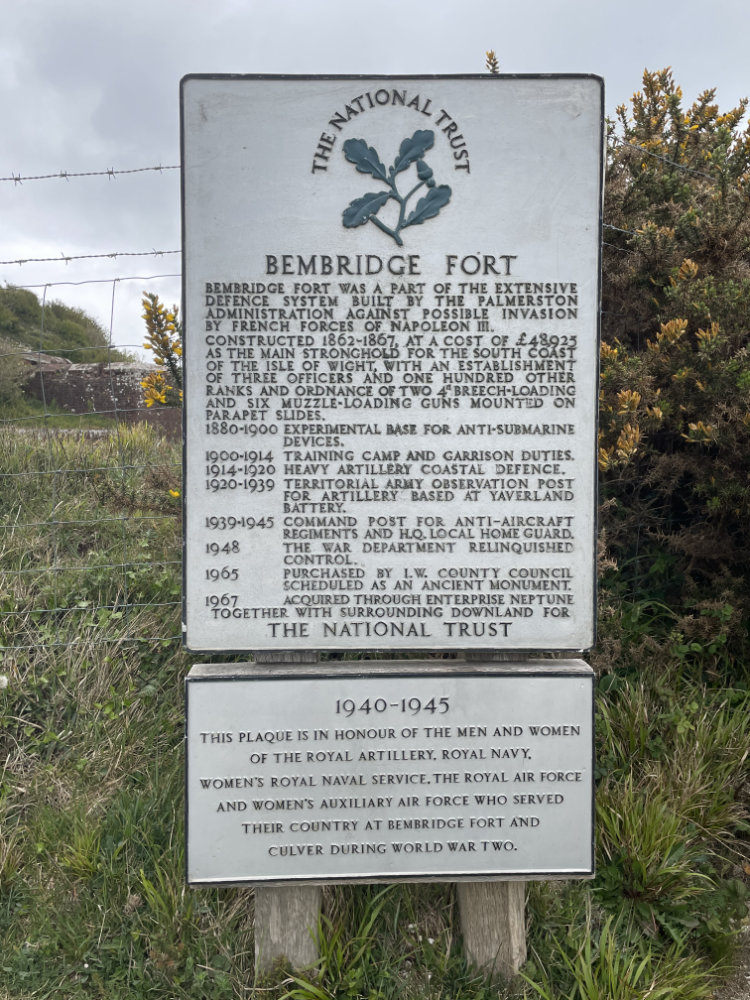 THE NATIONAL TRUST
BEMBRIDGE FORT
BEMBRIDGE FORT WAS A PART OF THE EXTENSIVE
DEFENCE SYSTEM BUILT BY THE PALMERSTON
ADMINISTRATION AGAINST POSSIBLE INVASION
BY FRENCH FORCES OF NAPOLEON III.
CONSTRUCTED 1862-1867, AT A COST OF £48925
AS THE MAIN STRONGHOLD FOR THE SOUTH COAST
OF THE ISLE OF WIGHT, WITH AN ESTABLISHMENT
OF THREE OFFICERS AND ONE HUNDRED OTHER
RANKS AND ORDNANCE OF TWO 4" BREECH-LOADING
AND SIX MUZZLE-LOADING GUNS MOUNTED ON
PARAPET SLIDES.
1880-1900 EXPERIMENTAL BASE FOR ANTI-SUBMARINE
DEVICES.
1900-1914 TRAINING CAMP AND GARRISON DUTIES.
1914-1920 HEAVY ARTILLERY COASTAL DEFENCE.
1920-1939 TERRITORIAL ARMY OBSERVATION POST
FOR ARTILLERY BASED AT YAVERLAND
BATTERY.
1939-1945 COMMAND POST FOR ANTI-AIRCRAFT
REGIMENTS AND H.Q. LOCAL HOME GUARD.
1948 THE WAR DEPARTMENT RELINQUISHED
CONTROL.
1965 PURCHASED BY I.W. COUNTY COUNCIL
SCHEDULED AS AN ANCIENT MONUMENT.
1967 ACQUIRED THROUGH ENTERPRISE NEPTUNE
TOGETHER WITH SURROUNDING DOWNLAND FOR
THE NATIONAL TRUST
1940-1945
THIS PLAQUE IS IN HONOUR OF THE MEN AND WOMEN
OF THE ROYAL ARTILLERY, ROYAL NAVY,
WOMEN'S ROYAL NAVAL SERVICE, THE ROYAL AIR FORCE
AND WOMEN'S AUXILIARY AIR FORCE WHO SERVED
THEIR COUNTRY AT BEMBRIDGE FORT AND
CULVER DURING WORLD WAR TWO.